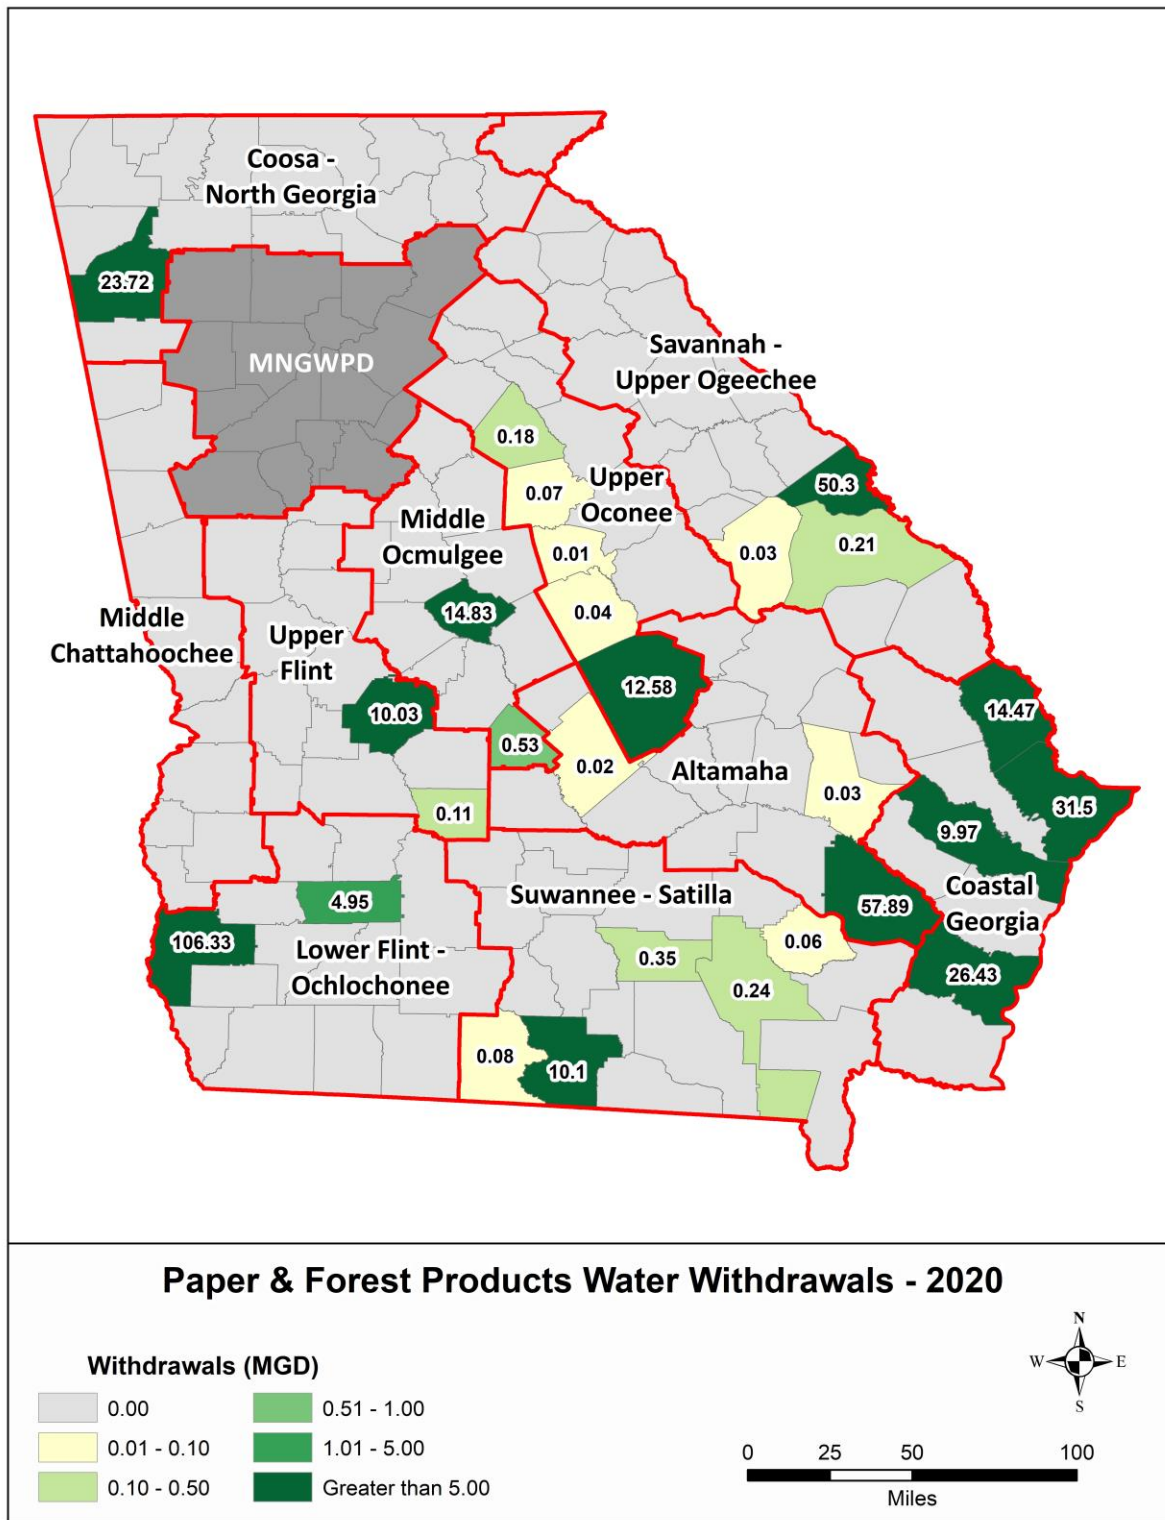 Coosa -
North Georgia
23.72
MNGWPD
Savannah -
Upper Ogeechee
0.18
50.3
0.07
Upper
Oconee
Middle
Ocmulgee
0.03
0.21
0.01
14.83
0.04
Middle
Chattahoochee
Upper
Flint
12.58
10.03
14.47
0.53
0.02
Altamaha
0.03
31.5
0.11
9.97
Suwannee - Satilla
Coastal
Georgia
4.95
57.89
106.33
Lower Flint -
Ochlochonee
0.06
0.35
26.43
0.24
0.08
10.1
Paper & Forest Products Water Withdrawals - 2020
Withdrawals (MGD)
0.00
0.01 - 0.10
0.10 - 0.50
0.51 - 1.00
1.01 - 5.00
Greater than 5.00
N
W E
S
0 25 50 100
Miles